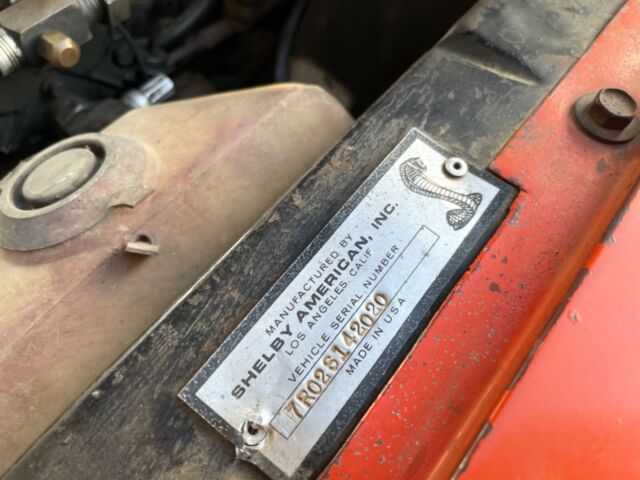 MANUFACTURED BY
SHELBY AMERICAN, INC.
LOS ANGELES, CALIF
VEHICLE SERIAL NUMBER
7R02S142020
MADE IN USA